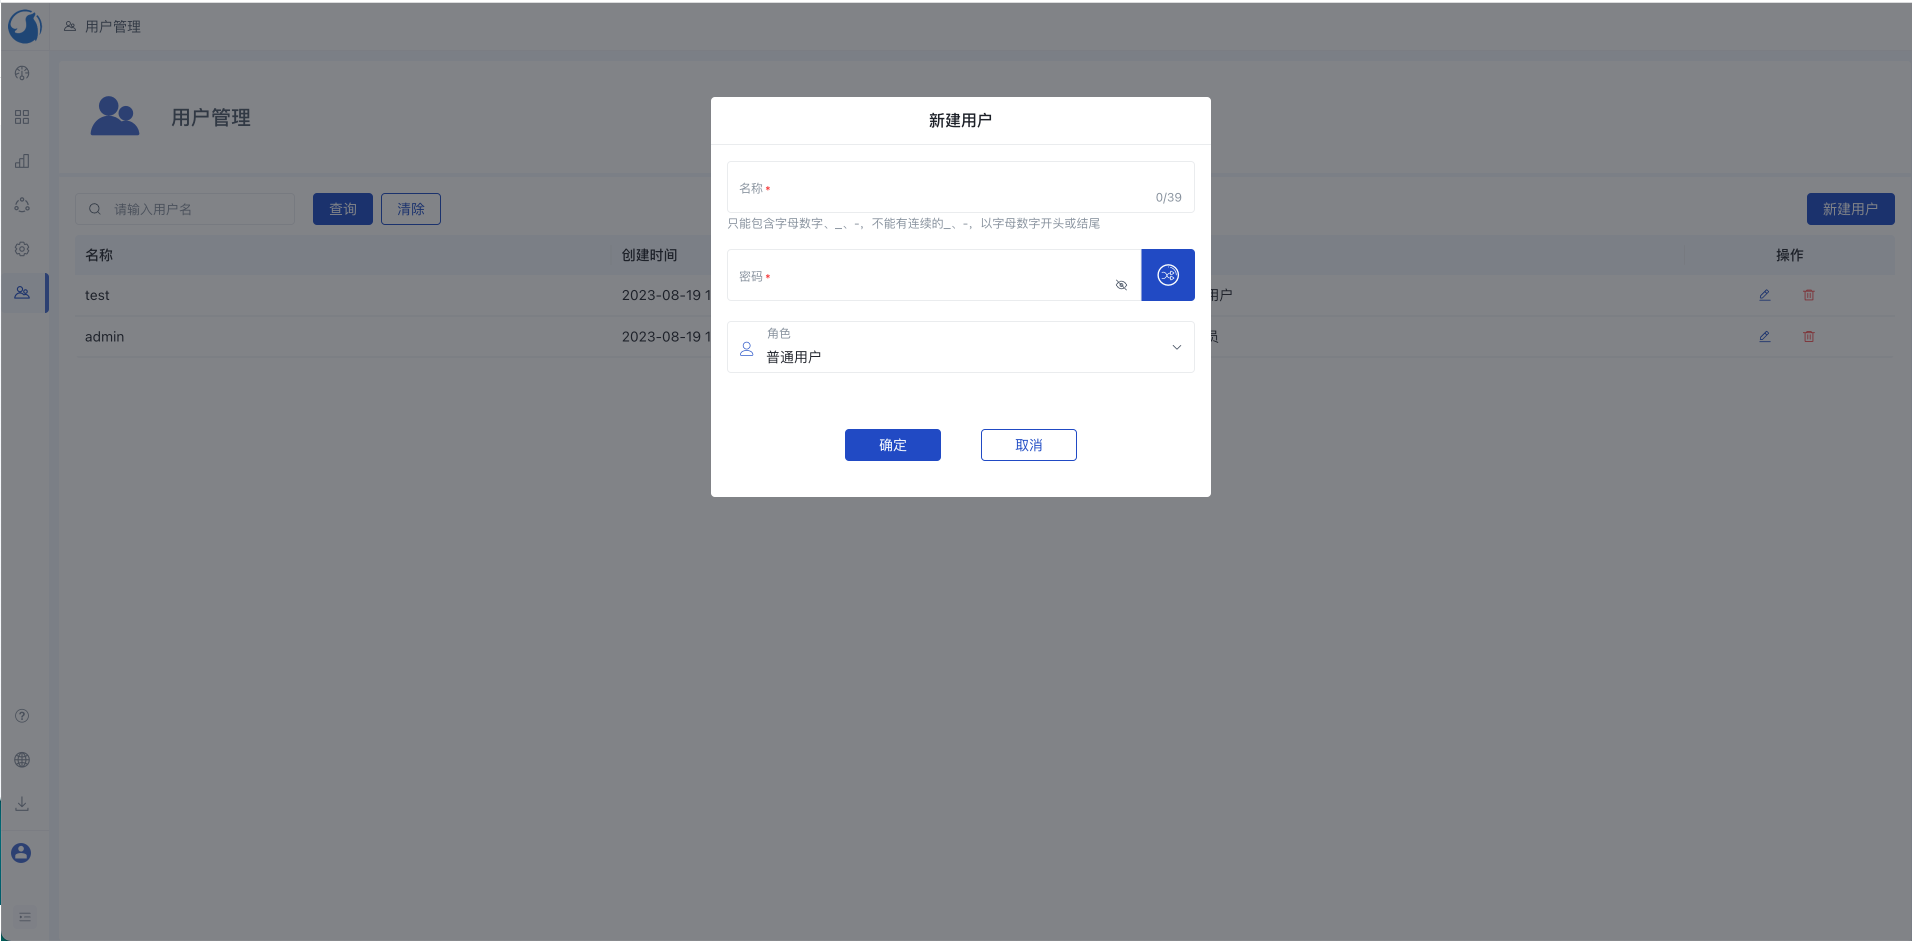 用户管理
用户管理
请输入用户名
查询
清除
新建用户
名称
创建时间
操作
test
2023-08-19 1
用户
admin
2023-08-19 1
员
新建用户
名称*
0/39
只能包含字母数字、_、-，不能有连续的_、-，以字母数字开头或结尾
密码*
角色
普通用户
确定
取消